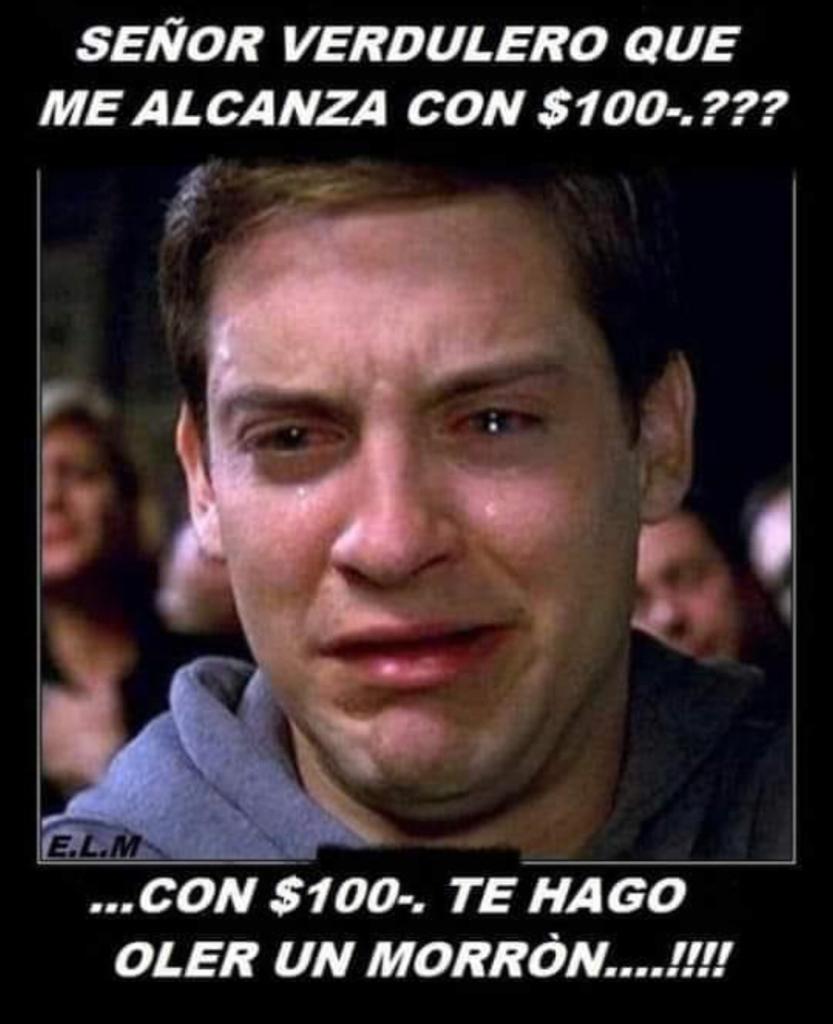 SEÑOR VERDULERO QUE
ME ALCANZA CON $100-.???
E.L.M
...CON $100-. TE HAGO
OLER UN MORRÒN....!!!!